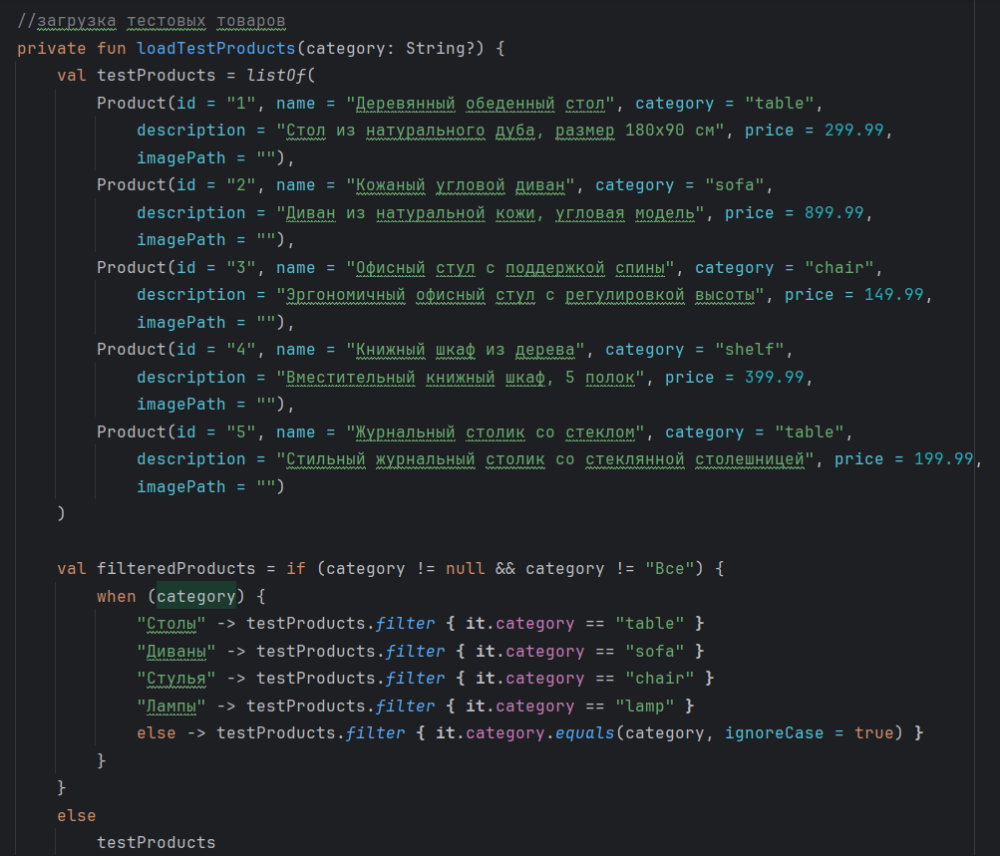 //загрузка тестовых товаров
private fun loadTestProducts(category: String?) {
    val testProducts = listOf(
        Product(id = "1", name = "Деревянный обеденный стол", category = "table",
            description = "Стол из натурального дуба, размер 180x90 см", price = 299.99,
            imagePath = ""),
        Product(id = "2", name = "Кожаный угловой диван", category = "sofa",
            description = "Диван из натуральной кожи, угловая модель", price = 899.99,
            imagePath = ""),
        Product(id = "3", name = "Офисный стул с поддержкой спины", category = "chair",
            description = "Эргономичный офисный стул с регулировкой высоты", price = 149.99,
            imagePath = ""),
        Product(id = "4", name = "Книжный шкаф из дерева", category = "shelf",
            description = "Вместительный книжный шкаф, 5 полок", price = 399.99,
            imagePath = ""),
        Product(id = "5", name = "Журнальный столик со стеклом", category = "table",
            description = "Стильный журнальный столик со стеклянной столешницей", price = 199.99,
            imagePath = "")
    )
    val filteredProducts = if (category != null && category != "Все") {
        when (category) {
            "Столы" -> testProducts.filter { it.category == "table" }
            "Диваны" -> testProducts.filter { it.category == "sofa" }
            "Стулья" -> testProducts.filter { it.category == "chair" }
            "Лампы" -> testProducts.filter { it.category == "lamp" }
            else -> testProducts.filter { it.category.equals(category, ignoreCase = true) }
        }
    }
    else
        testProducts